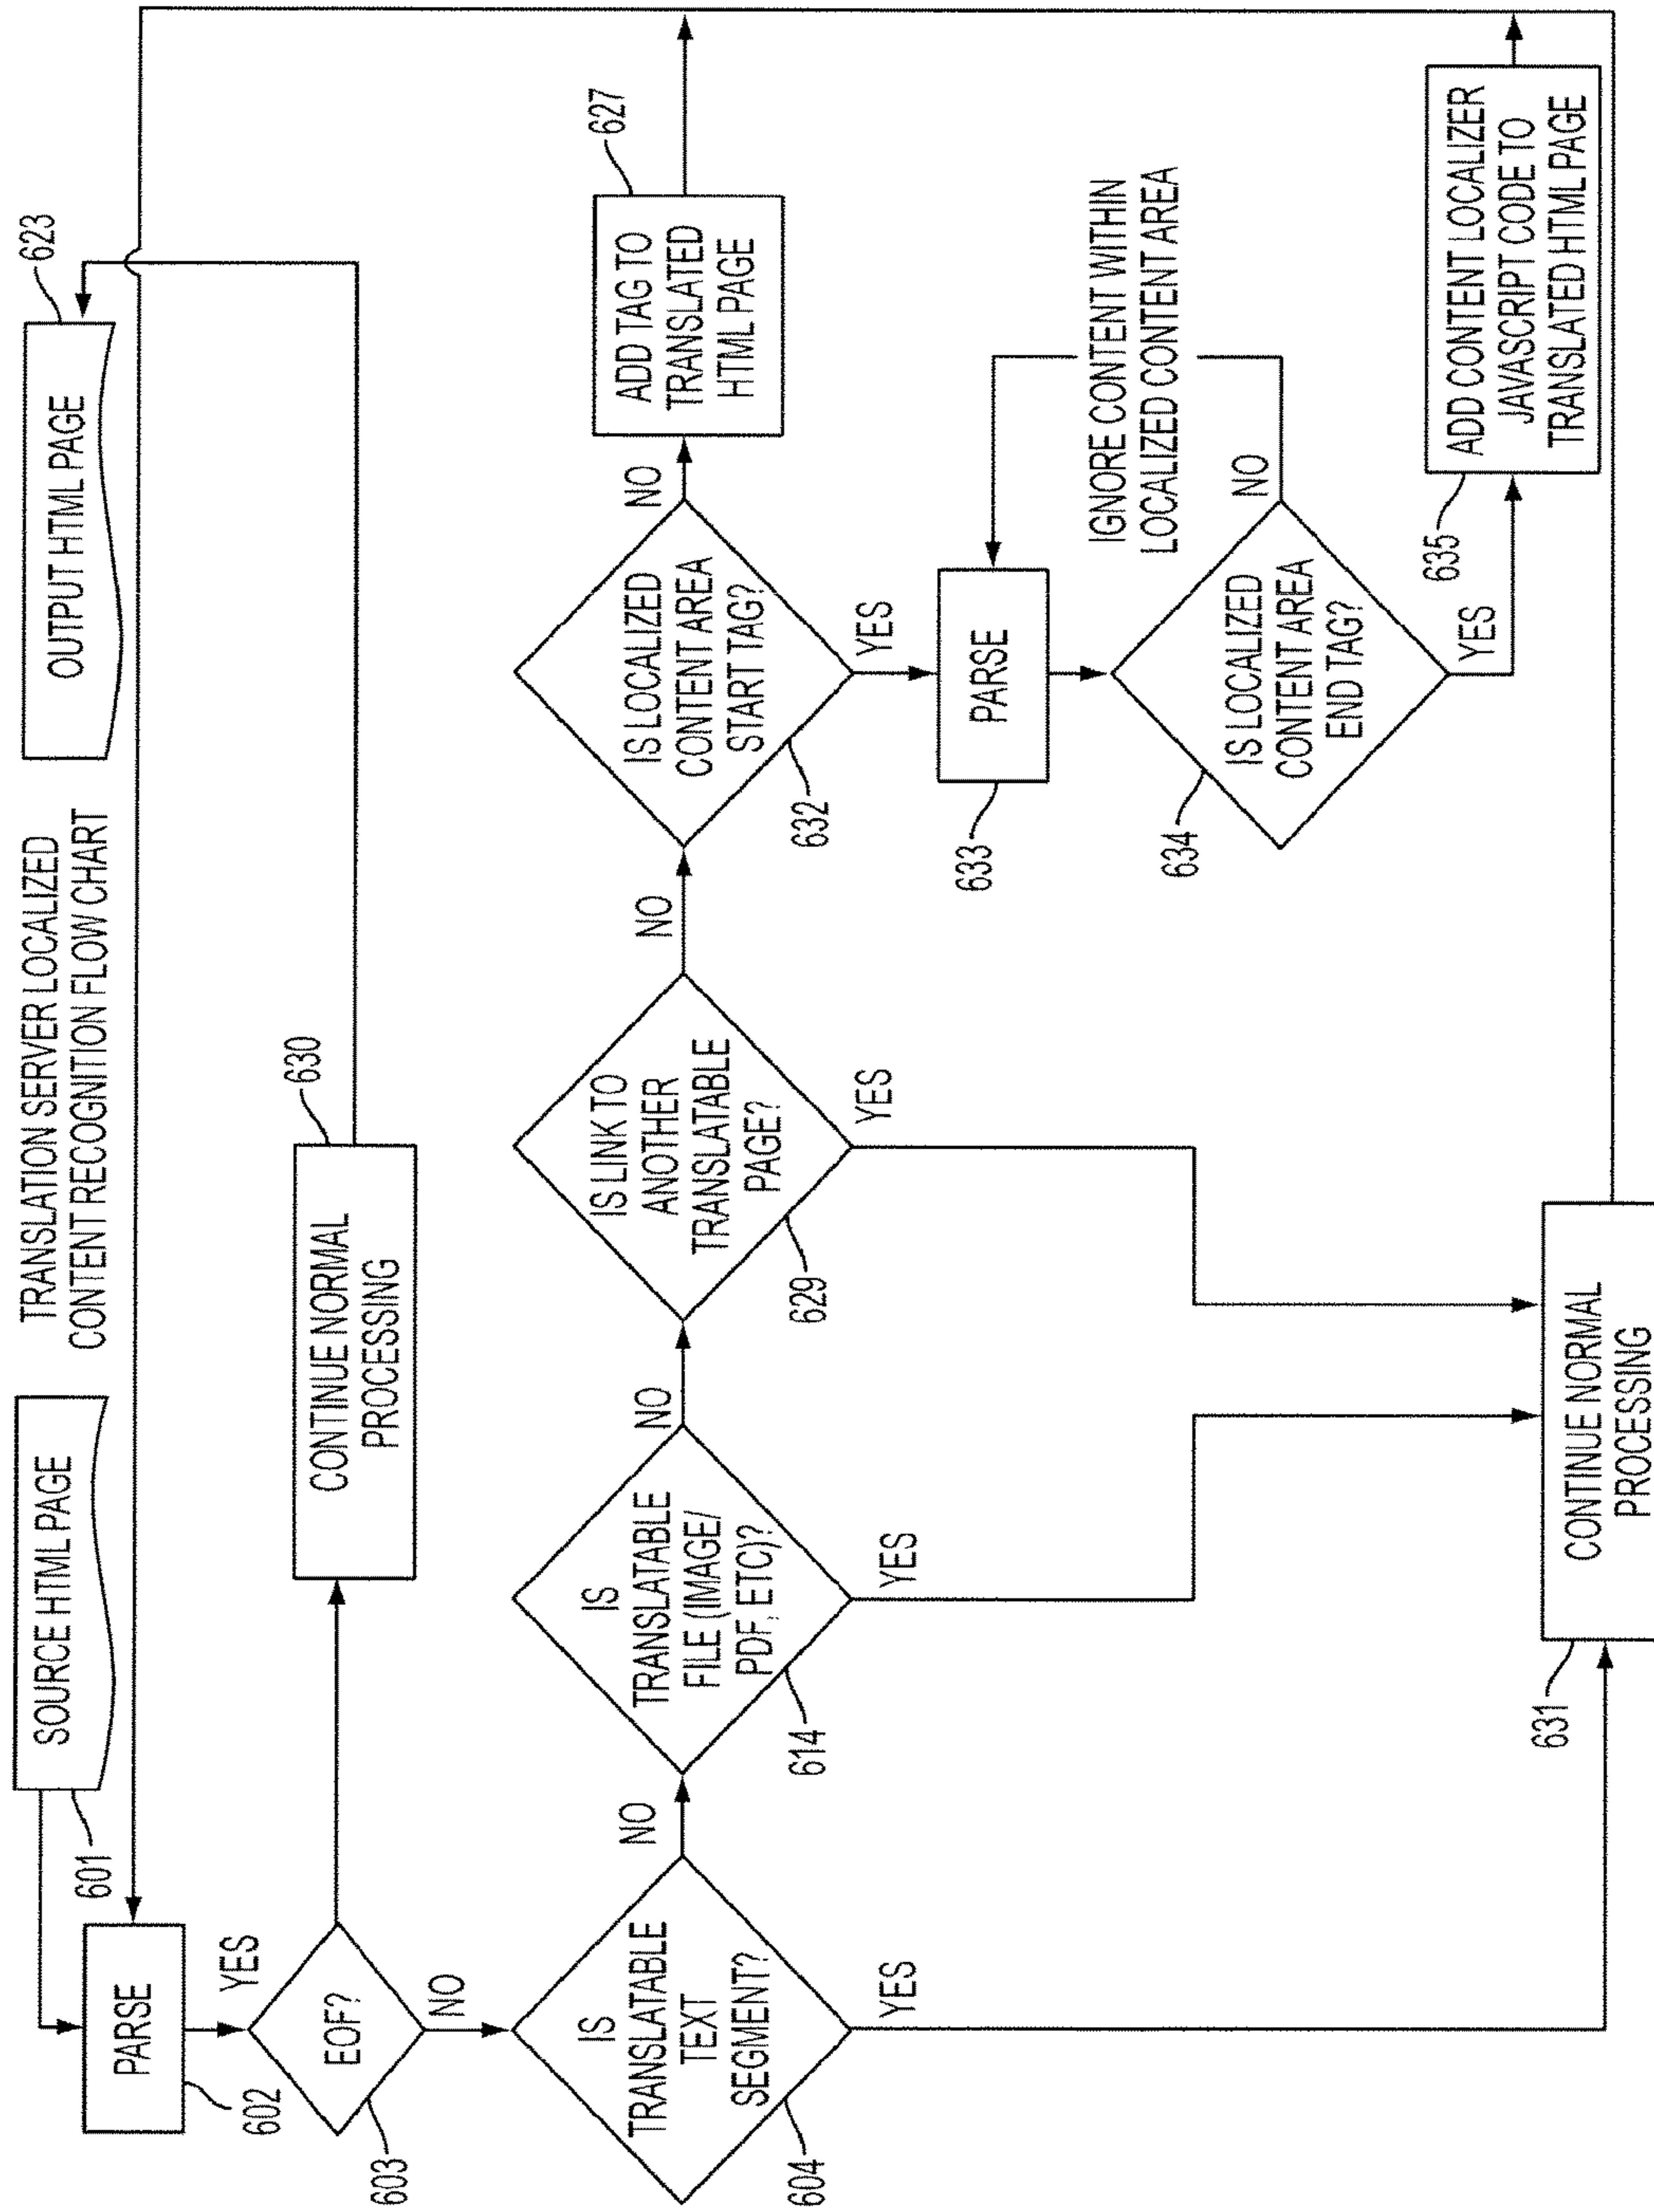 TRANSLATION SERVER LOCALIZED
CONTENT RECOGNITION FLOW CHART
SOURCE HTML PAGE
601
OUTPUT HTML PAGE
623
PARSE
602
YES
EOF?
603
NO
CONTINUE NORMAL
PROCESSING
630
IS
TRANSLATABLE
TEXT
SEGMENT?
604
NO
YES
IS
TRANSLATABLE
FILE (IMAGE/
PDF, ETC)?
614
NO
YES
IS LINK TO
ANOTHER
TRANSLATABLE
PAGE?
629
NO
YES
IS LOCALIZED
CONTENT AREA
START TAG?
632
NO
YES
ADD TAG TO
TRANSLATED
HTML PAGE
627
PARSE
633
IGNORE CONTENT WITHIN
LOCALIZED CONTENT AREA
IS LOCALIZED
CONTENT AREA
END TAG?
634
NO
YES
ADD CONTENT LOCALIZER
JAVASCRIPT CODE TO
TRANSLATED HTML PAGE
635
CONTINUE NORMAL
PROCESSING
631